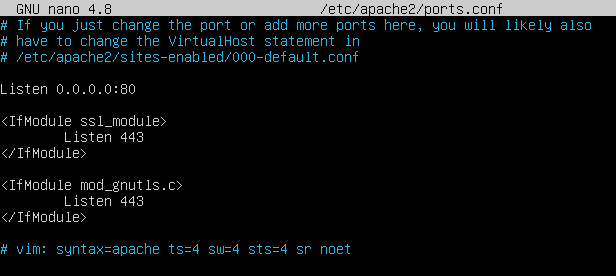 GNU nano 4.8 /etc/apache2/ports.conf
# If you just change the port or add more ports here, you will likely also
# have to change the VirtualHost statement in
# /etc/apache2/sites-enabled/000-default.conf
Listen 0.0.0.0:80
<IfModule ssl_module>
Listen 443
</IfModule>
<IfModule mod_gnutls.c>
Listen 443
</IfModule>
# vim: syntax=apache ts=4 sw=4 sts=4 sr noet